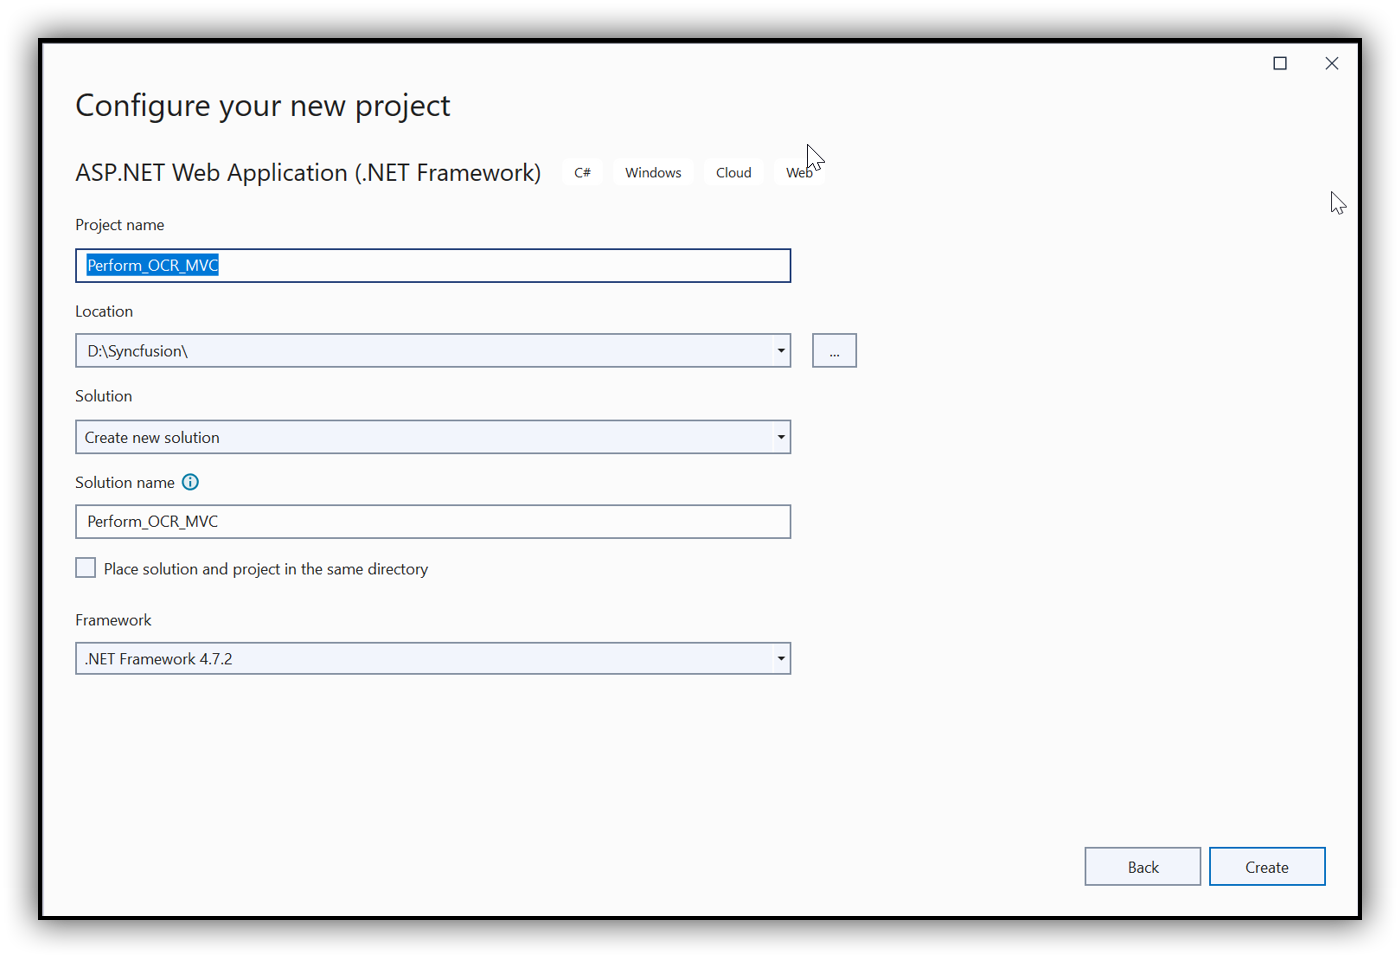 Configure your new project
ASP.NET Web Application (.NET Framework) C# Windows Cloud Web
Project name
Perform_OCR_MVC
Location
D:\Syncfusion\
...
Solution
Create new solution
Solution name
Perform_OCR_MVC
Place solution and project in the same directory
Framework
.NET Framework 4.7.2
Back Create